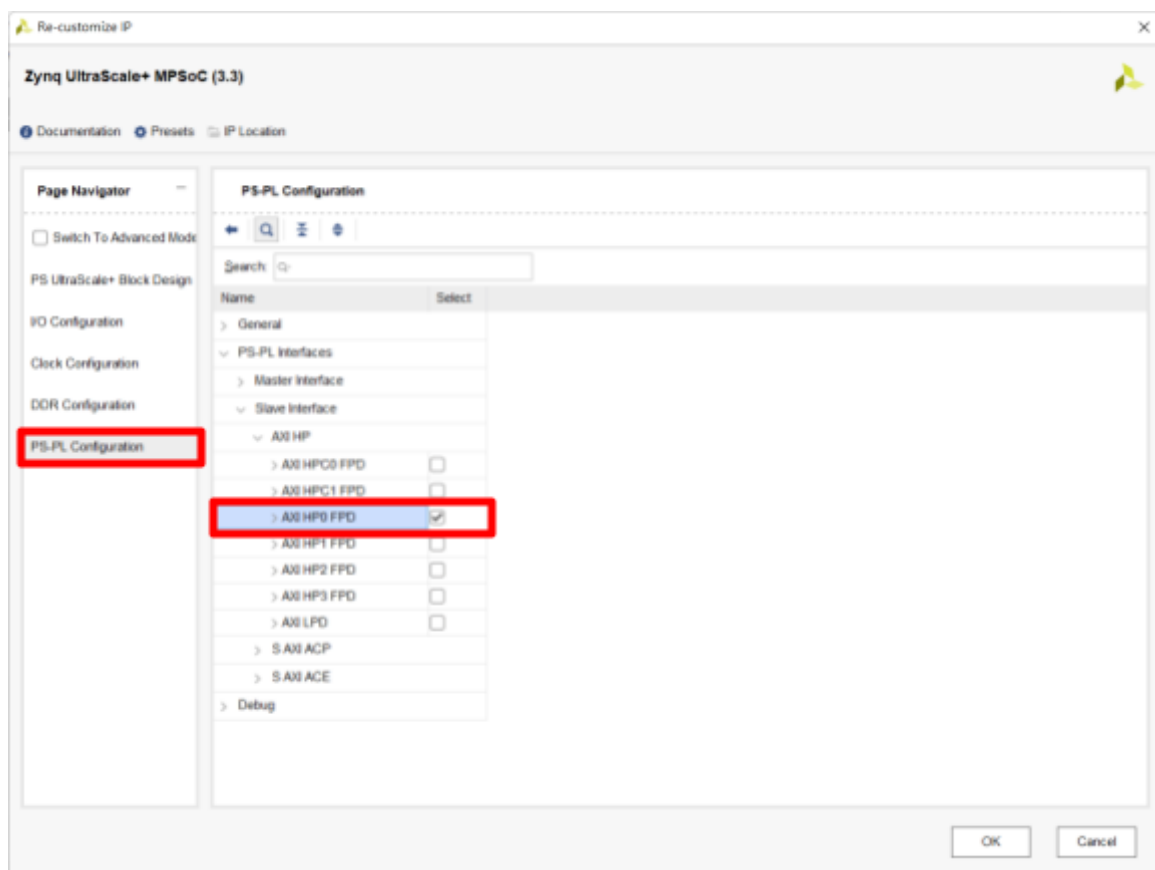 Re-customize IP
Zynq UltraScale+ MPSoC (3.3)
Documentation Presets IP Location
Page Navigator
Switch To Advanced Mode
PS UltraScale+ Block Design
I/O Configuration
Clock Configuration
DDR Configuration
PS-PL Configuration
PS-PL Configuration
Search:
Name Select
General
PS-PL Interfaces
Master Interface
Slave Interface
AXI HP
AXI HPC0 FPD
AXI HPC1 FPD
AXI HP0 FPD
AXI HP1 FPD
AXI HP2 FPD
AXI HP3 FPD
AXI LPD
S AXI ACP
S AXI ACE
Debug
OK Cancel